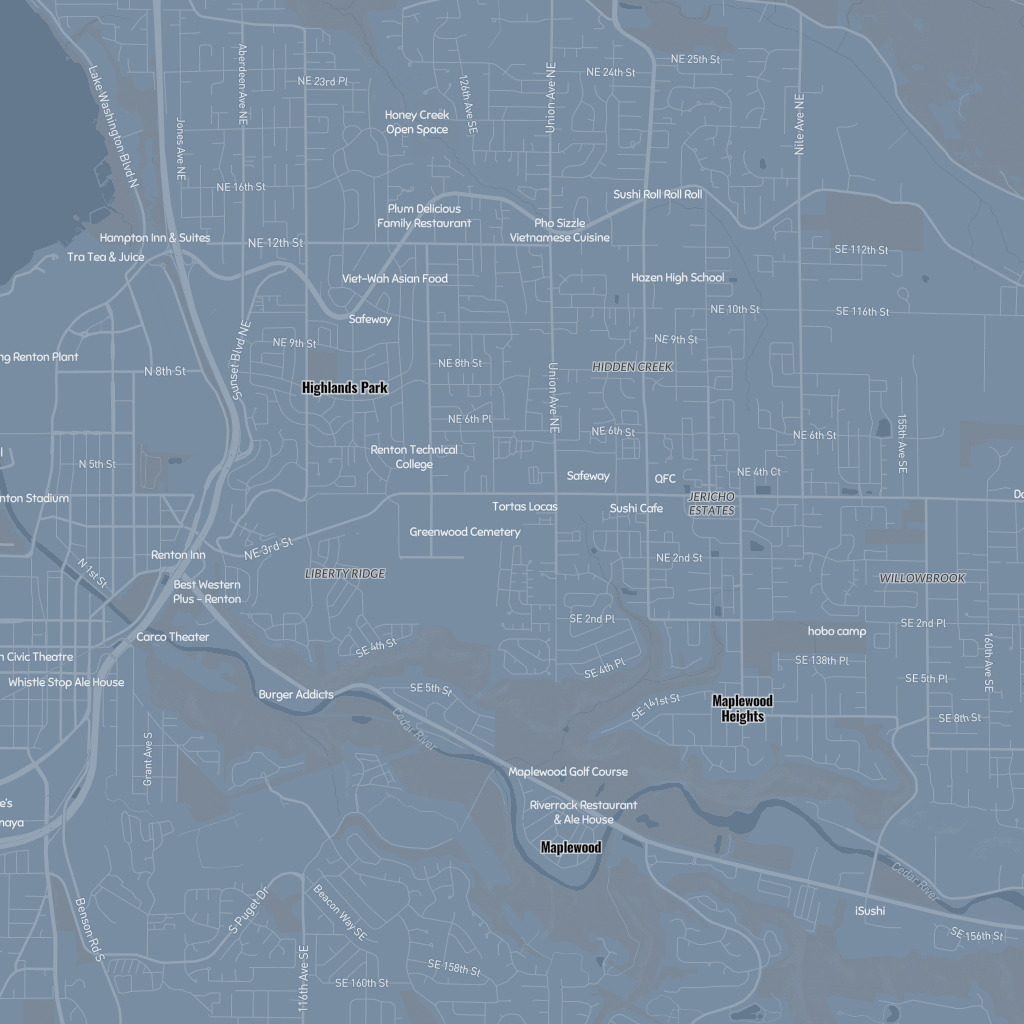 NE 25th St
NE 24th St
NE 23rd Pl
Aberdeen Ave NE
Lake Washington Blvd N
126th Ave SE
Union Ave NE
Nile Ave NE
Honey Creek
Open Space
Jones Ave NE
NE 16th St
Sushi Roll Roll Roll
Plum Delicious
Family Restaurant
Pho Sizzle
Vietnamese Cuisine
Hampton Inn & Suites
NE 12th St
SE 112th St
Tra Tea & Juice
Viet-Wah Asian Food
Hazen High School
NE 10th St
SE 116th St
Safeway
NE 9th St
NE 9th St
Sunset Blvd NE
ng Renton Plant
N 8th St
NE 8th St
HIDDEN CREEK
Highlands Park
Union Ave NE
NE 6th Pl
NE 6th St
NE 6th St
155th Ave SE
Renton Technical
College
N 5th St
Safeway
QFC
NE 4th Ct
nton Stadium
JERICHO
ESTATES
Tortas Locas
Sushi Cafe
Greenwood Cemetery
NE 3rd St
Renton Inn
NE 2nd St
N 1st St
LIBERTY RIDGE
WILLOWBROOK
Best Western
Plus - Renton
SE 2nd Pl
SE 2nd Pl
hobo camp
Carco Theater
SE 4th St
160th Ave SE
n Civic Theatre
SE 138th Pl
SE 4th Pl
Whistle Stop Ale House
SE 5th St
SE 5th Pl
Burger Addicts
SE 141st St
Maplewood
Heights
SE 8th St
Cedar River
Grant Ave S
Maplewood Golf Course
e's
Riverrock Restaurant
& Ale House
naya
Maplewood
Cedar River
S Puget Dr
Beacon Way SE
iSushi
Benson Rd S
SE 156th St
116th Ave SE
SE 158th St
SE 160th St